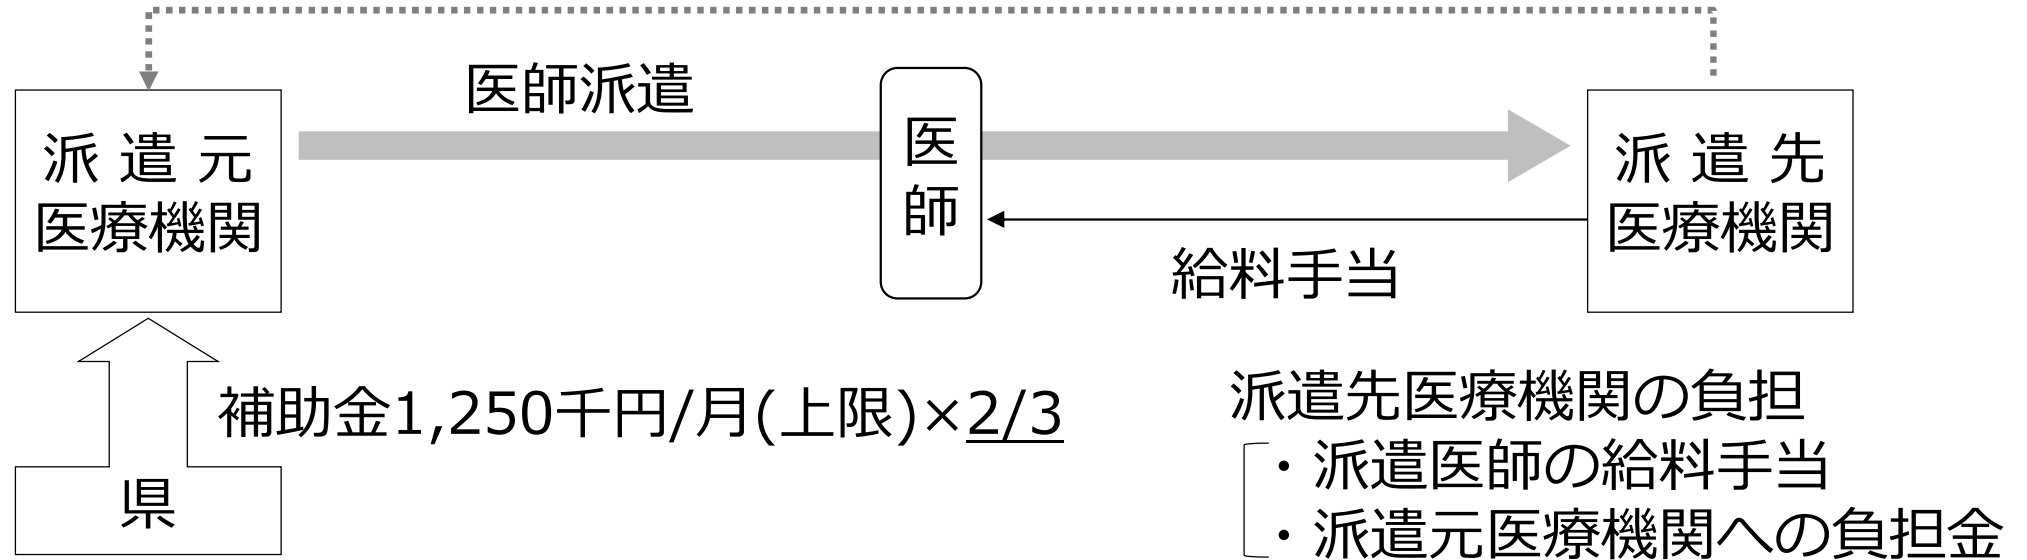 医師派遣
派 遣 元
医療機関
医
師
派 遣 先
医療機関
給料手当
補助金1,250千円/月(上限)×2/3
県
派遣先医療機関の負担
・派遣医師の給料手当
・派遣元医療機関への負担金